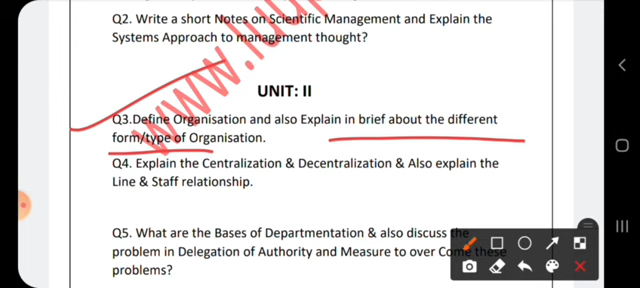 Q2. Write a short Notes on Scientific Management and Explain the
Systems Approach to management thought?
UNIT: II
Q3.Define Organisation and also Explain in brief about the different
form/type of Organisation.
Q4. Explain the Centralization & Decentralization & Also explain the
Line & Staff relationship.
Q5. What are the Bases of Departmentation & also discuss the
problem in Delegation of Authority and Measure to over Come these
problems?